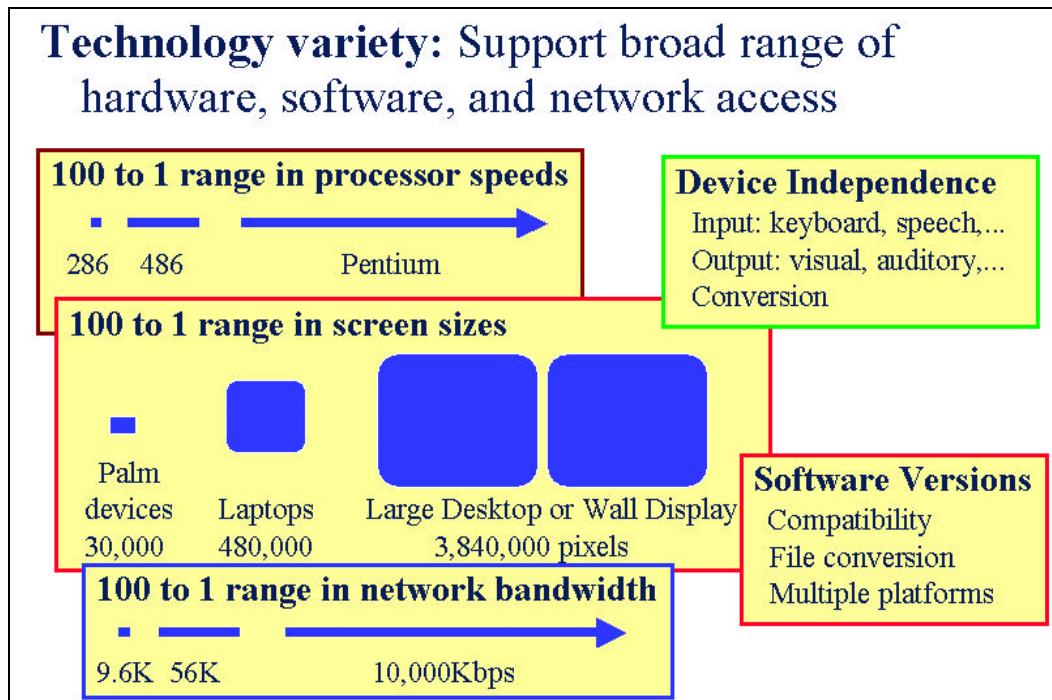 Technology variety: Support broad range of
hardware, software, and network access
100 to 1 range in processor speeds
286 486 Pentium
Device Independence
Input: keyboard, speech,...
Output: visual, auditory,...
Conversion
100 to 1 range in screen sizes
Palm
devices Laptops Large Desktop or Wall Display
30,000 480,000 3,840,000 pixels
Software Versions
Compatibility
File conversion
Multiple platforms
100 to 1 range in network bandwidth
9.6K 56K 10,000Kbps